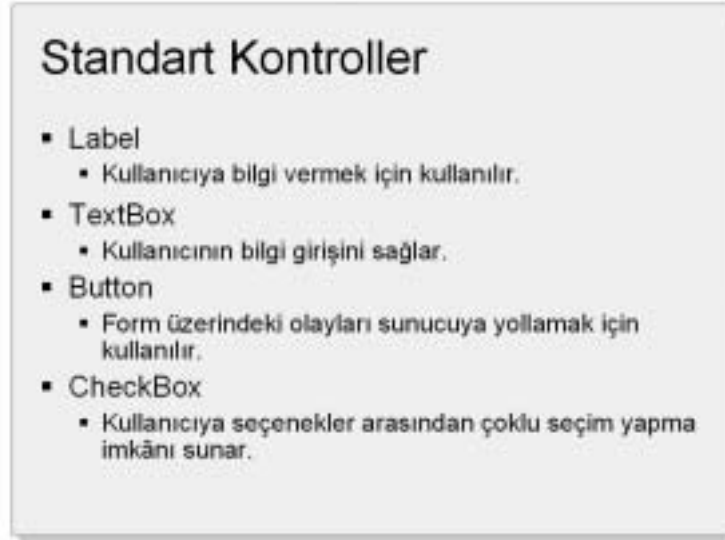 Standart Kontroller
▪ Label
▪ Kullanıcıya bilgi vermek için kullanılır.
▪ TextBox
▪ Kullanıcının bilgi girişini sağlar.
▪ Button
▪ Form üzerindeki olayları sunucuya yollamak için
kullanılır.
▪ CheckBox
▪ Kullanıcıya seçenekler arasından çoklu seçim yapma
imkânı sunar.